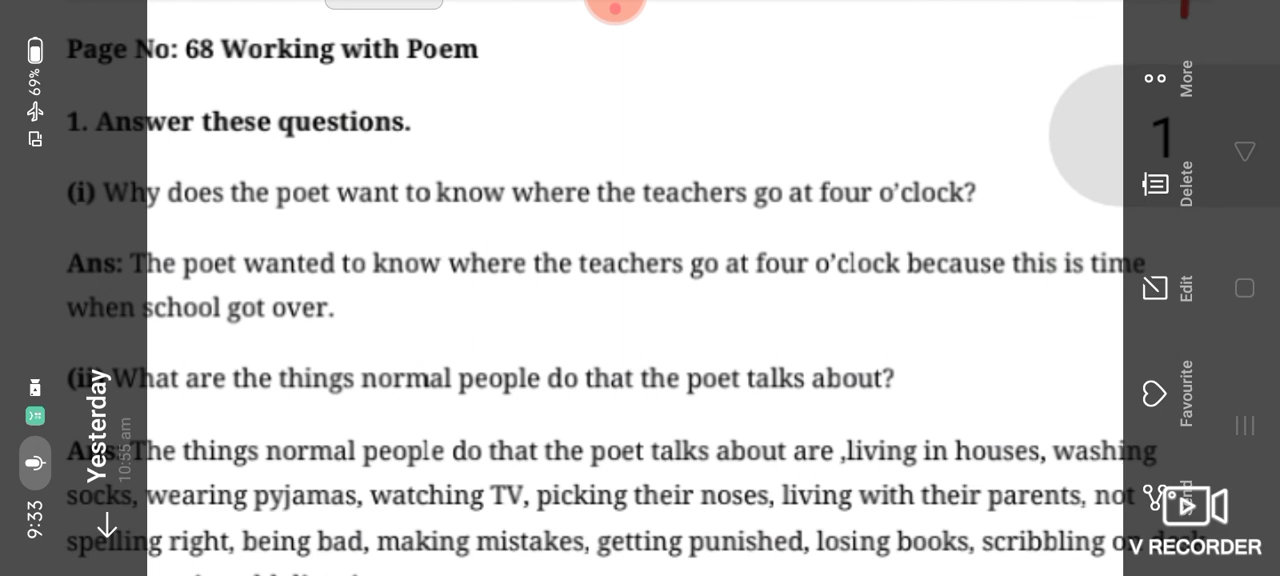 Page No: 68 Working with Poem
1. Answer these questions.
(i) Why does the poet want to know where the teachers go at four o'clock?
Ans: The poet wanted to know where the teachers go at four o'clock because this is time
when school got over.
(ii) What are the things normal people do that the poet talks about?
Ans: The things normal people do that the poet talks about are ,living in houses, washing
socks, wearing pyjamas, watching TV, picking their noses, living with their parents, not
spelling right, being bad, making mistakes, getting punished, losing books, scribbling on
69%
Yesterday
10:55 am
9:33
1
More
Delete
Edit
Favourite
V RECORDER